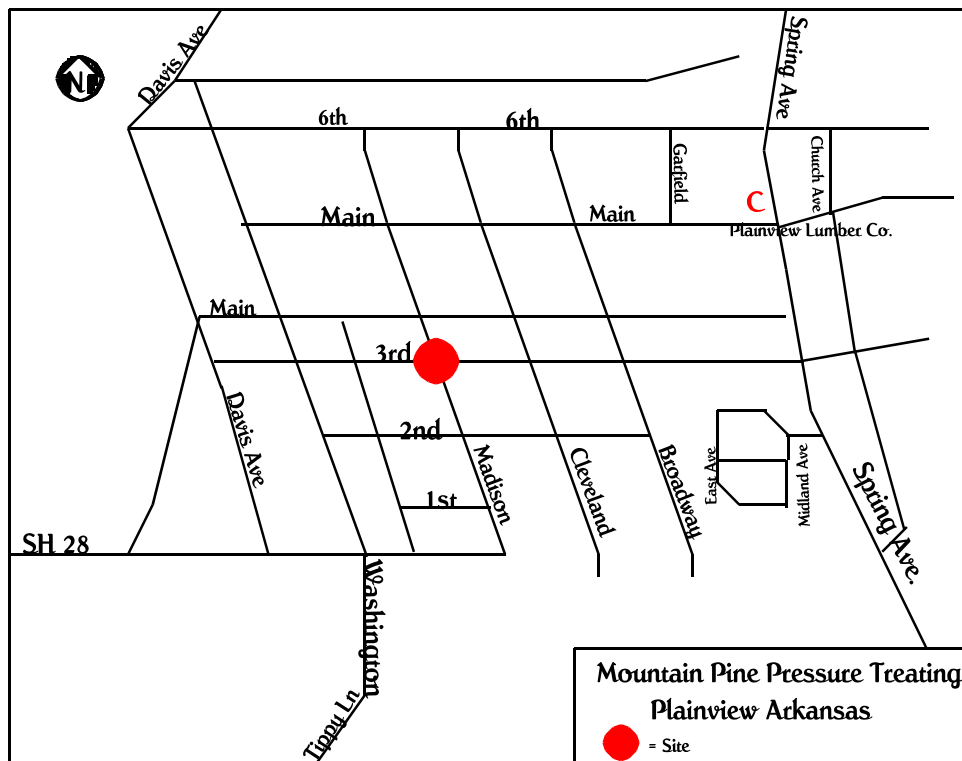 Davis Ave
Spring Ave
N
6th
6th
Garfield
Church Ave
C
Main
Main
Plainview Lumber Co.
Main
3rd
Davis Ave
2nd
Madison
Cleveland
Broadway
East Ave
Midland Ave
Spring Ave.
1st
SH 28
Washington
Tippy Ln
Mountain Pine Pressure Treating
Plainview Arkansas
= Site